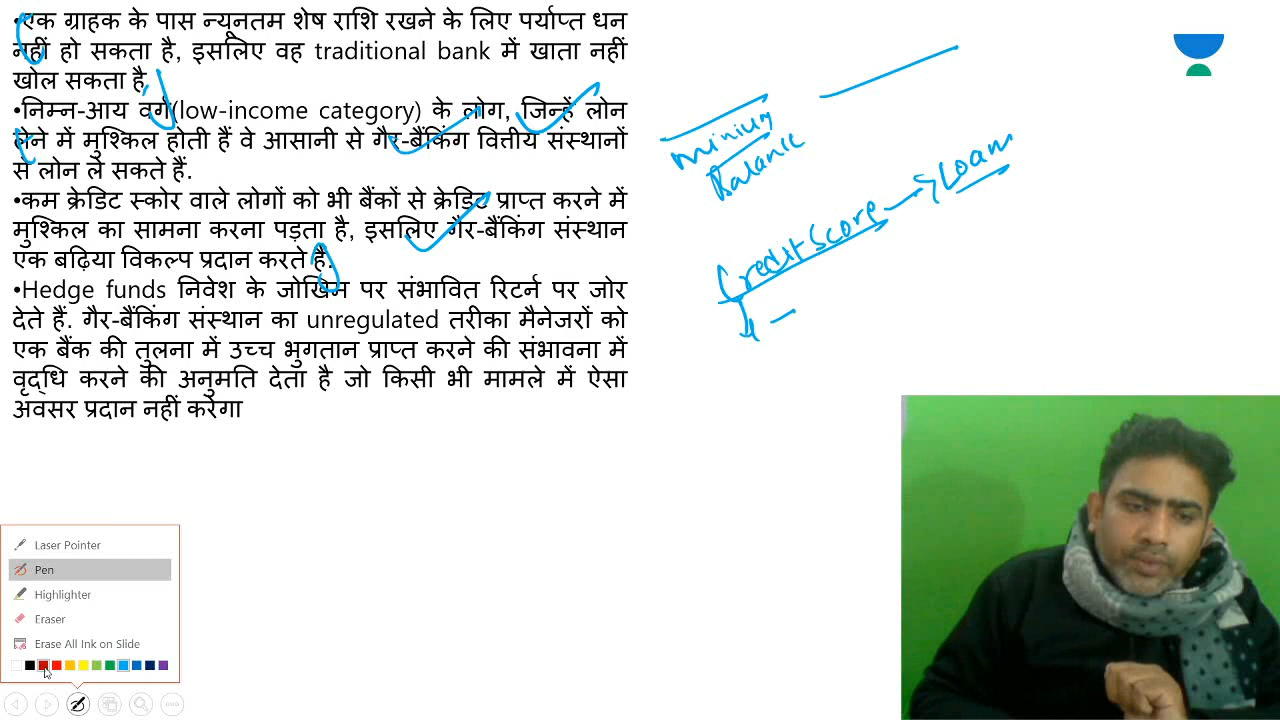 •एक ग्राहक के पास न्यूनतम शेष राशि रखने के लिए पर्याप्त धन
नहीं हो सकता है, इसलिए वह traditional bank में खाता नहीं
खोल सकता है.
•निम्न-आय वर्ग(low-income category) के लोग, जिन्हें लोन
लेने में मुश्किल होती हैं वे आसानी से गैर-बैंकिंग वित्तीय संस्थानों
से लोन ले सकते हैं.
•कम क्रेडिट स्कोर वाले लोगों को भी बैंकों से क्रेडिट प्राप्त करने में
मुश्किल का सामना करना पड़ता है, इसलिए गैर-बैंकिंग संस्थान
एक बढ़िया विकल्प प्रदान करते हैं.
•Hedge funds निवेश के जोखिम पर संभावित रिटर्न पर जोर
देते हैं. गैर-बैंकिंग संस्थान का unregulated तरीका मैनेजरों को
एक बैंक की तुलना में उच्च भुगतान प्राप्त करने की संभावना में
वृद्धि करने की अनुमति देता है जो किसी भी मामले में ऐसा
अवसर प्रदान नहीं करेगा
Minium
Balanic
Credit Score → Loan
Laser Pointer
Pen
Highlighter
Eraser
Erase All Ink on Slide